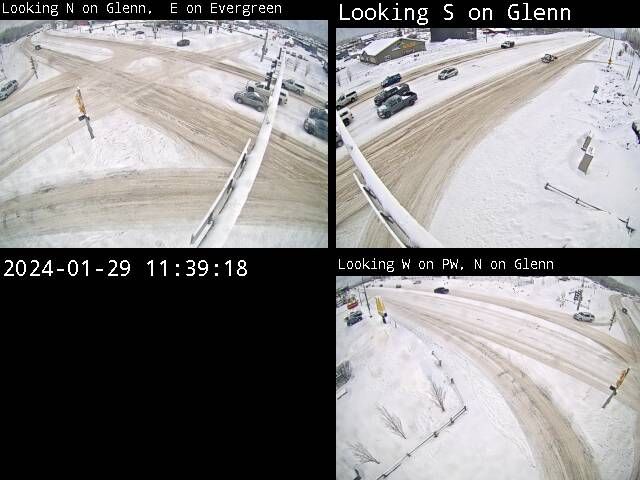 Looking N on Glenn,  E on Evergreen
Looking S on Glenn
2024-01-29 11:39:18
Looking W on PW, N on Glenn